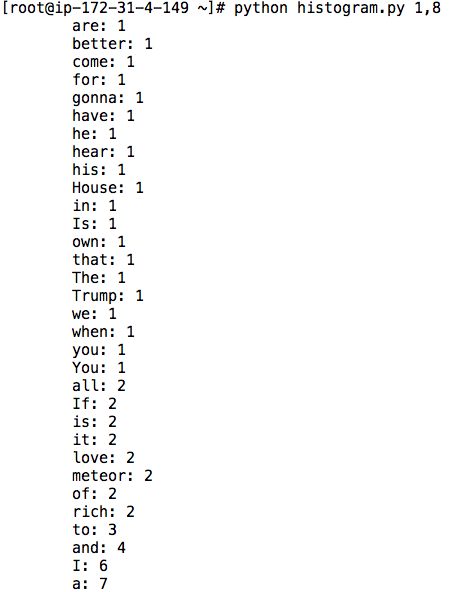 [root@ip-172-31-4-149 ~]# python histogram.py 1,8
are: 1
better: 1
come: 1
for: 1
gonna: 1
have: 1
he: 1
hear: 1
his: 1
House: 1
in: 1
Is: 1
own: 1
that: 1
The: 1
Trump: 1
we: 1
when: 1
you: 1
You: 1
all: 2
If: 2
is: 2
it: 2
love: 2
meteor: 2
of: 2
rich: 2
to: 3
and: 4
I: 6
a: 7